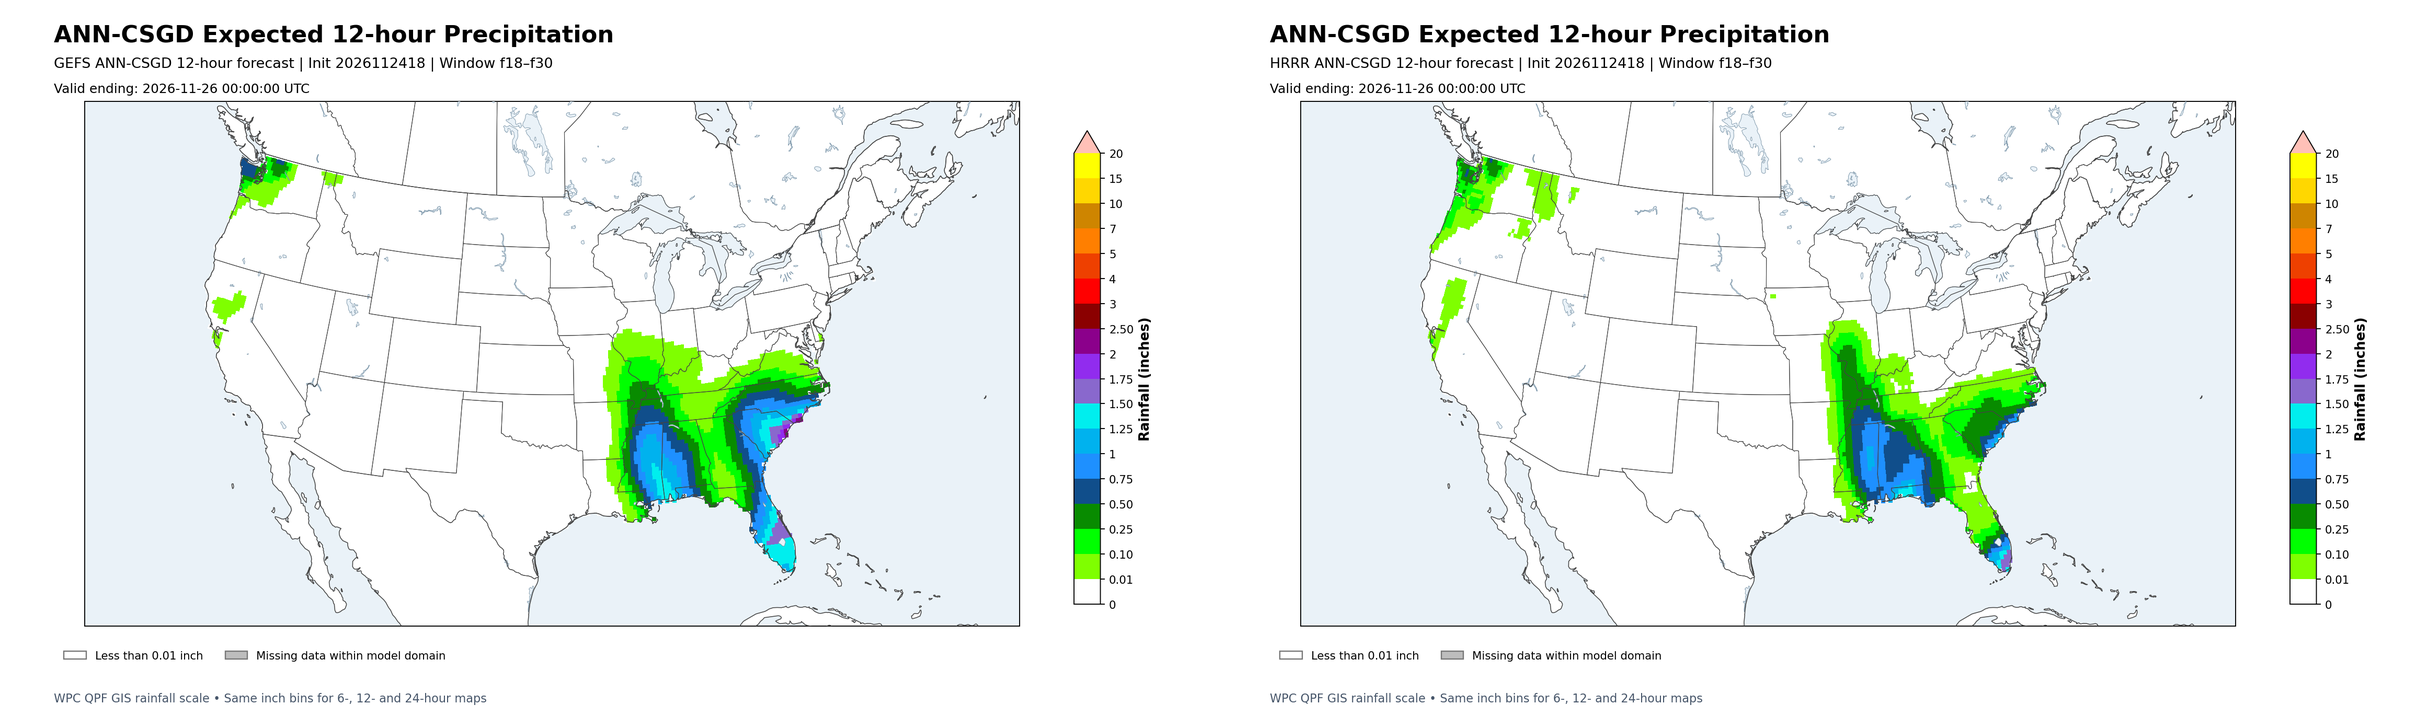 ANN-CSGD Expected 12-hour Precipitation
GEFS ANN-CSGD 12-hour forecast | Init 2026112418 | Window f18–f30
Valid ending: 2026-11-26 00:00:00 UTC
20
15
10
7
5
4
3
2.50
2
1.75
1.50
1.25
1
0.75
0.50
0.25
0.10
0.01
0
Rainfall (inches)
Less than 0.01 inch
Missing data within model domain
WPC QPF GIS rainfall scale • Same inch bins for 6-, 12- and 24-hour maps
ANN-CSGD Expected 12-hour Precipitation
HRRR ANN-CSGD 12-hour forecast | Init 2026112418 | Window f18–f30
Valid ending: 2026-11-26 00:00:00 UTC
20
15
10
7
5
4
3
2.50
2
1.75
1.50
1.25
1
0.75
0.50
0.25
0.10
0.01
0
Rainfall (inches)
Less than 0.01 inch
Missing data within model domain
WPC QPF GIS rainfall scale • Same inch bins for 6-, 12- and 24-hour maps